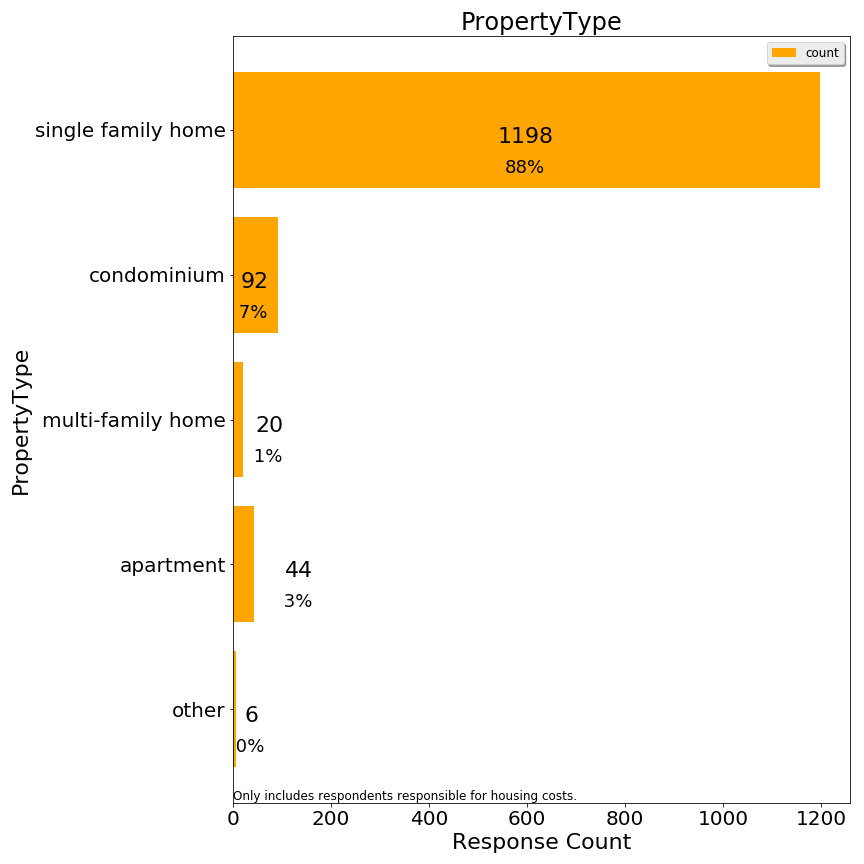 PropertyType
count
single family home
1198
88%
condominium
92
7%
multi-family home
20
1%
apartment
44
3%
other
6
0%
PropertyType
Only includes respondents responsible for housing costs.
0 200 400 600 800 1000 1200
Response Count